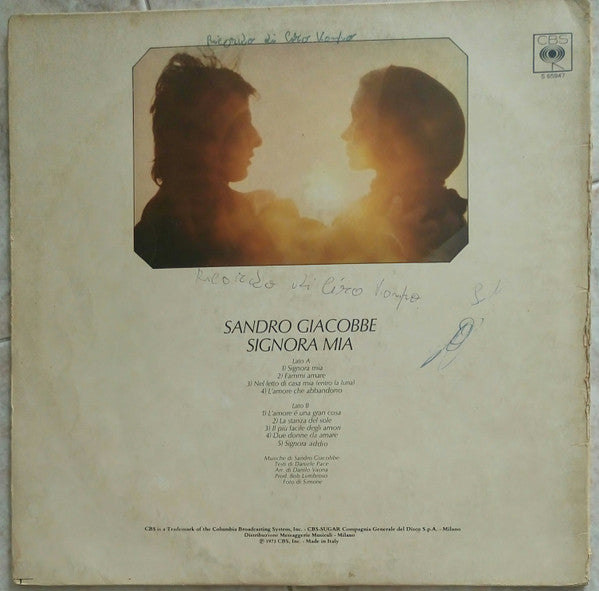 Ricordo di Ciro Vompo
CBS
S 65947
Ricordo di Ciro Vompo
SANDRO GIACOBBE
SIGNORA MIA
Lato A
1) Signora mia
2) Fammi amare
3) Nel letto di casa mia (entro la luna)
4) L'amore che abbandono
Lato B
1) L'amore é una gran cosa
2) La stanza del sole
3) Il più facile degli amori
4) Due donne da amare
5) Signora addio
Musiche di Sandro Giacobbe
Testi di Daniele Pace
Arr. di Danilo Vaona
Prod. Bob Lumbroso
Foto di Simone
CBS is a Trademark of the Columbia Broadcasting System, Inc. - CBS-SUGAR Compagnia Generale del Disco S.p.A. - Milano
Distribuzione Messaggerie Musicali - Milano
℗ 1975 CBS, Inc. - Made in Italy